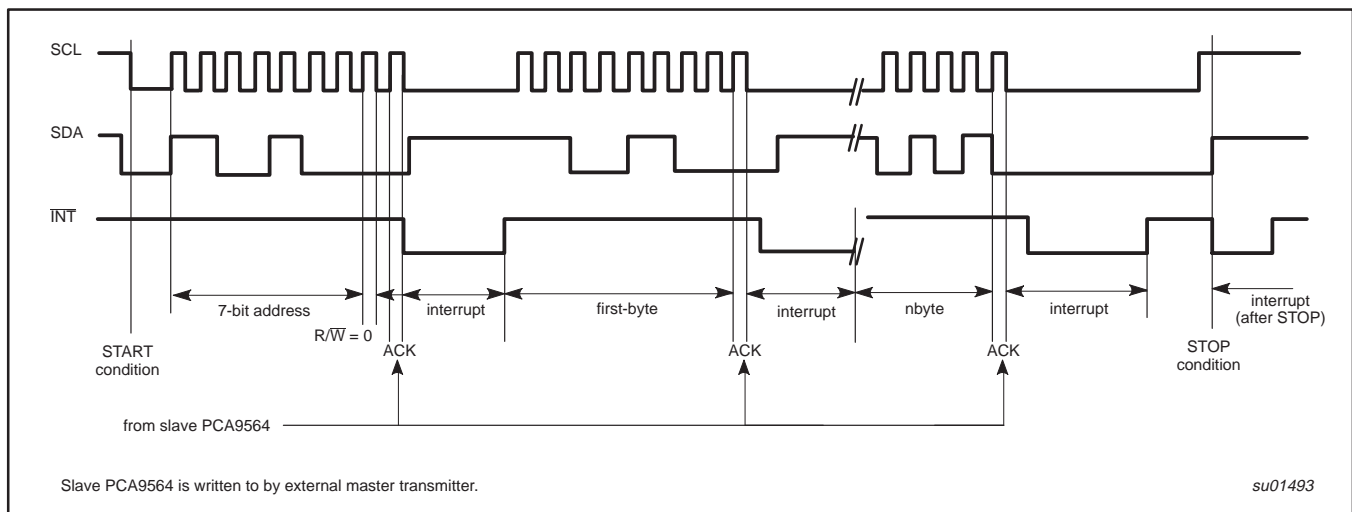 SCL
SDA
INT
7-bit address
interrupt
first-byte
interrupt
nbyte
interrupt
interrupt
(after STOP)
R/W = 0
START
condition
ACK
ACK
ACK
STOP
condition
from slave PCA9564
Slave PCA9564 is written to by external master transmitter.
su01493